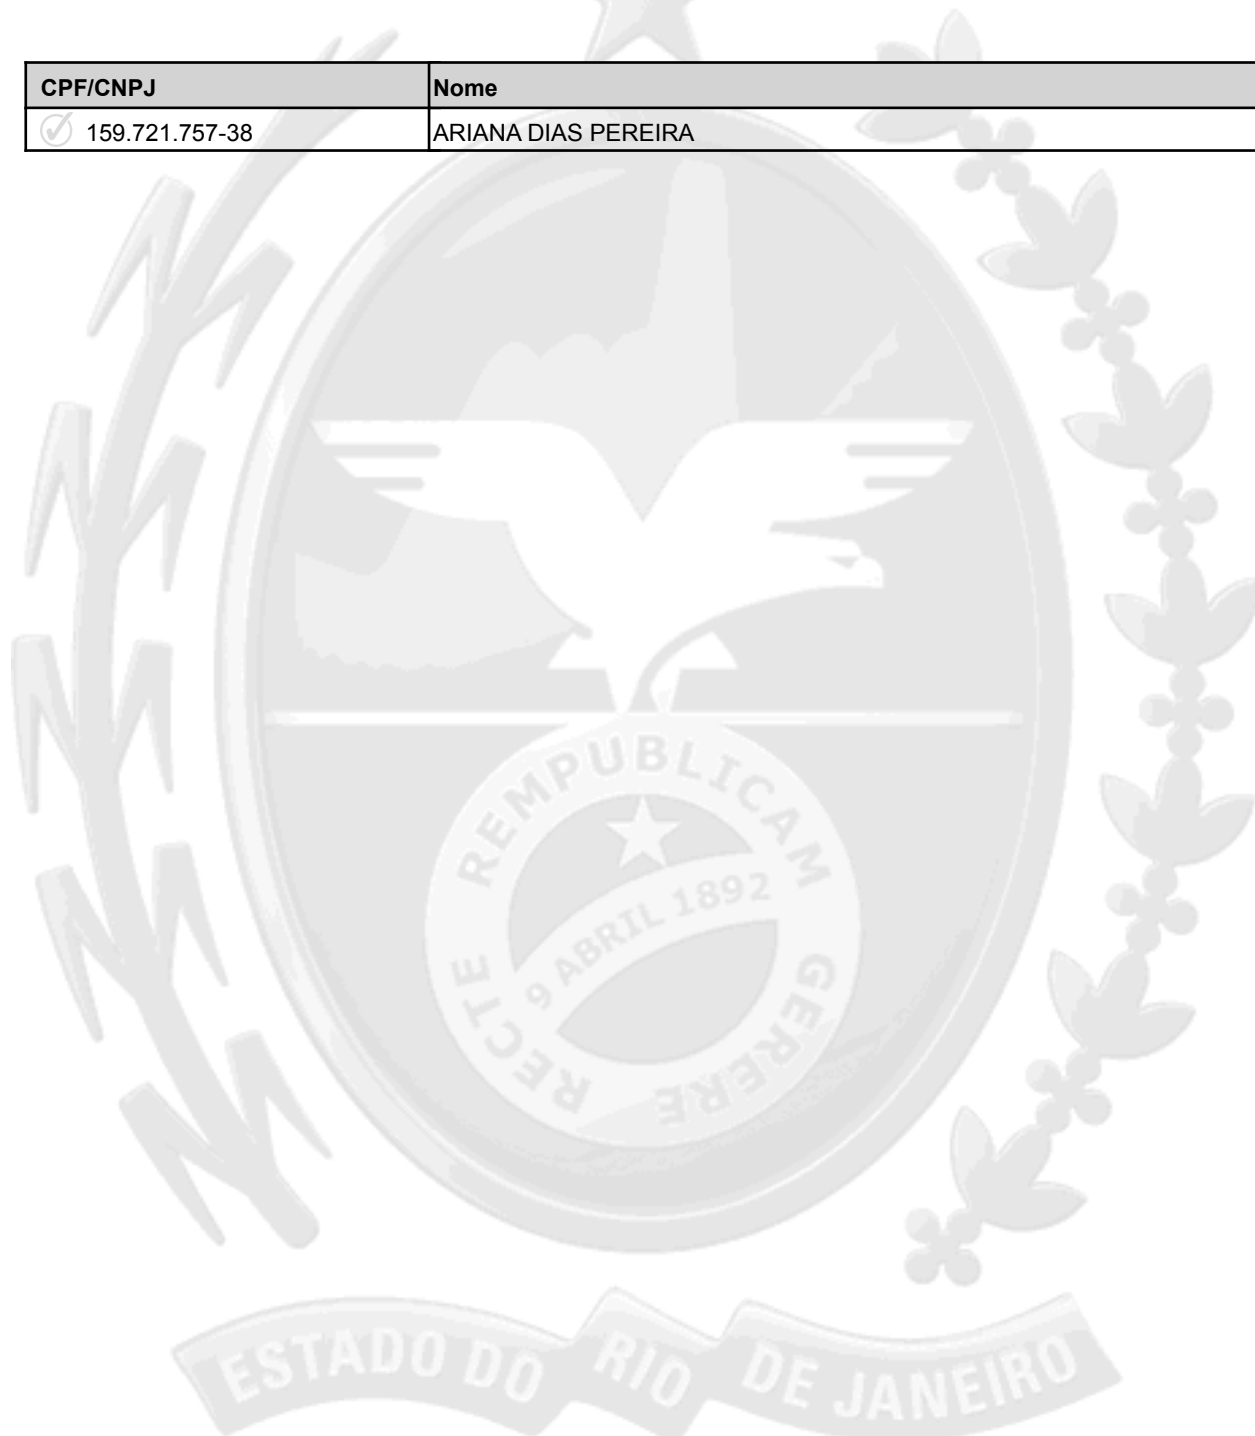 CPF/CNPJ Nome
159.721.757-38 ARIANA DIAS PEREIRA
REMPUBLICAM
9 ABRIL 1892
RECTE GERERE
ESTADO DO RIO DE JANEIRO